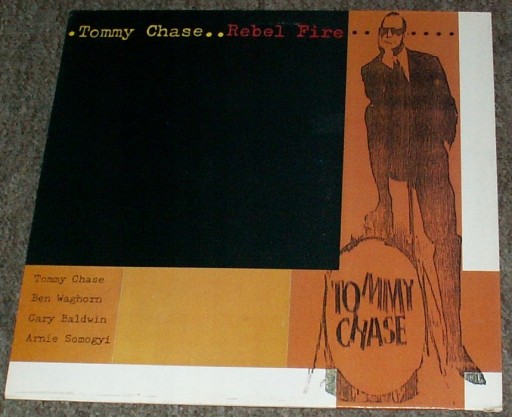 .Tommy Chase..Rebel Fire........
Tommy Chase
Ben Waghorn
Gary Baldwin
Arnie Somogyi
TOMMY
CHASE